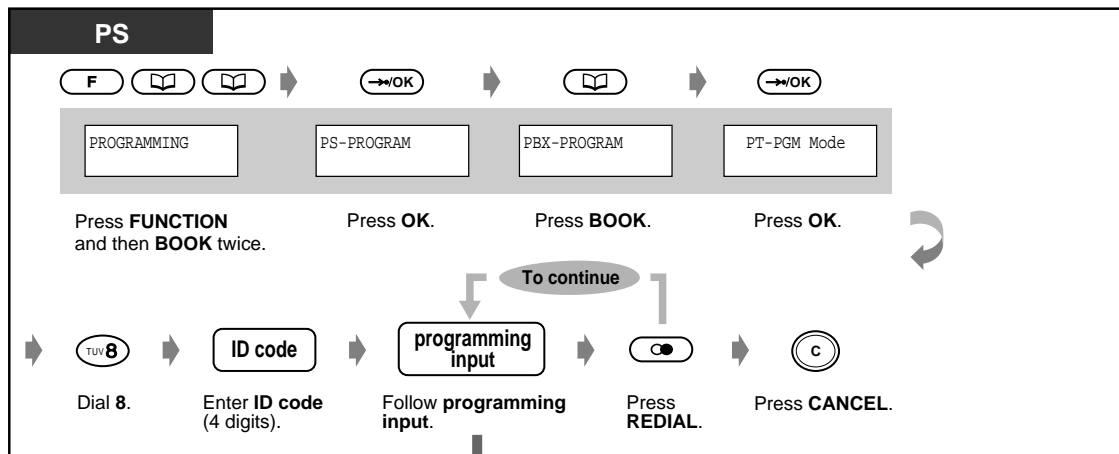 PS
F
→/OK
→/OK
PROGRAMMING
PS-PROGRAM
PBX-PROGRAM
PT-PGM Mode
Press FUNCTION
and then BOOK twice.
Press OK.
Press BOOK.
Press OK.
To continue
TUV8
ID code
programming
input
C
Dial 8.
Enter ID code
(4 digits).
Follow programming
input.
Press
REDIAL.
Press CANCEL.